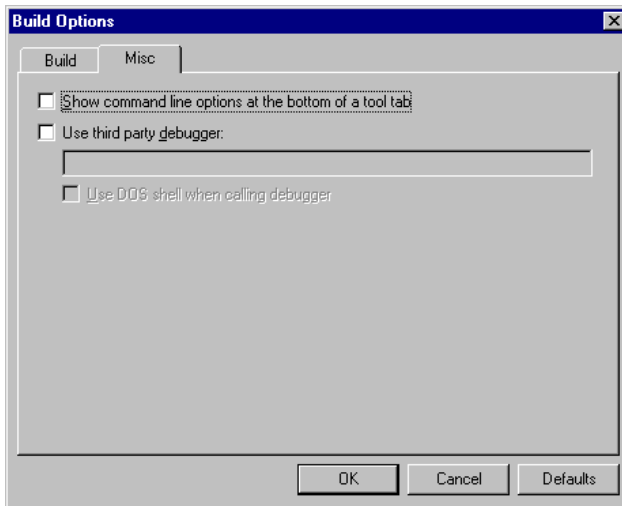 Build Options
Build Misc
Show command line options at the bottom of a tool tab
Use third party debugger:
Use DOS shell when calling debugger
OK Cancel Defaults